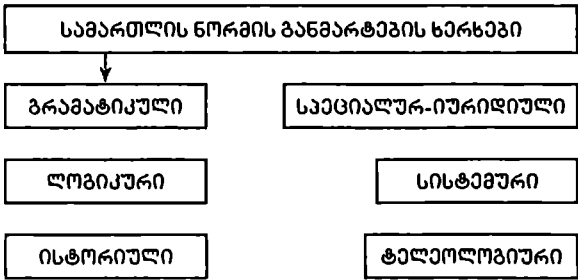 სამართლის ნორმის განმარტების ხერხები
გრამატიკული
სპეციალურ-იურიდიული
ლოგიკური
სისტემური
ისტორიული
ტელეოლოგიური